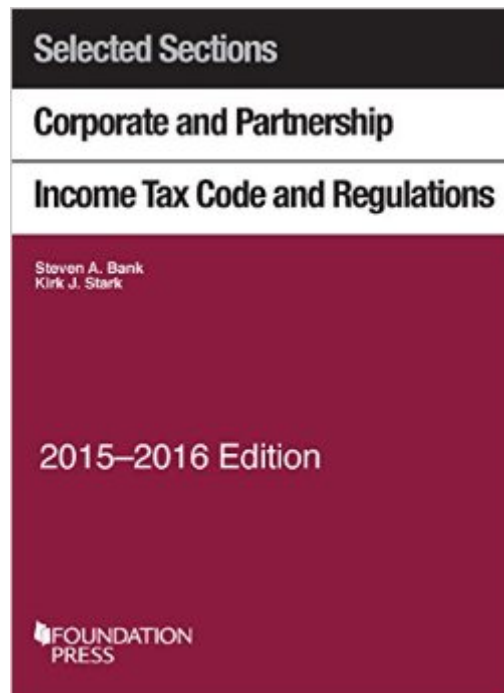 Selected Sections
Corporate and Partnership
Income Tax Code and Regulations
Steven A. Bank
Kirk J. Stark
2015–2016 Edition
FOUNDATION
PRESS